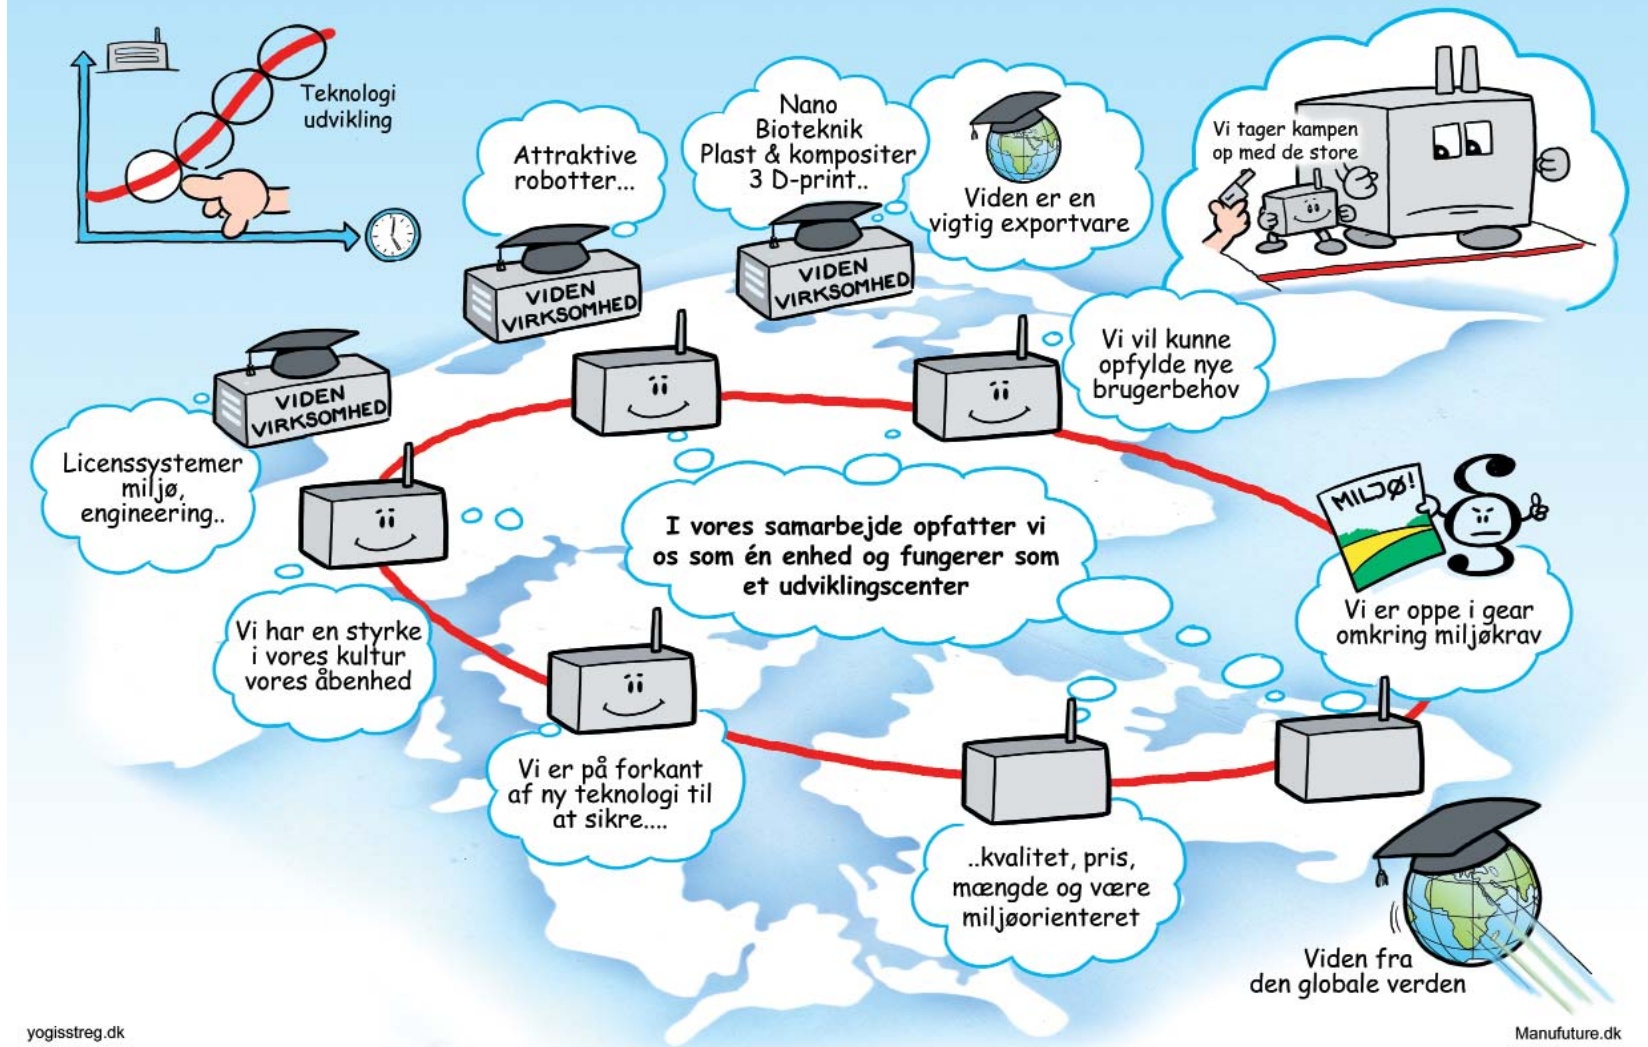 Teknologi
udvikling
Attraktive
robotter...
Nano
Bioteknik
Plast & kompositer
3 D-print..
Viden er en
vigtig exportvare
Vi tager kampen
op med de store
VIDEN
VIRKSOMHED
VIDEN
VIRKSOMHED
VIDEN
VIRKSOMHED
Vi vil kunne
opfylde nye
brugerbehov
Licenssystemer
miljø,
engineering..
I vores samarbejde opfatter vi
os som én enhed og fungerer som
et udviklingscenter
MILJØ!
Vi er oppe i gear
omkring miljøkrav
Vi har en styrke
i vores kultur
vores åbenhed
Vi er på forkant
af ny teknologi til
at sikre....
..kvalitet, pris,
mængde og være
miljøorienteret
Viden fra
den globale verden
yogisstreg.dk
Manufuture.dk